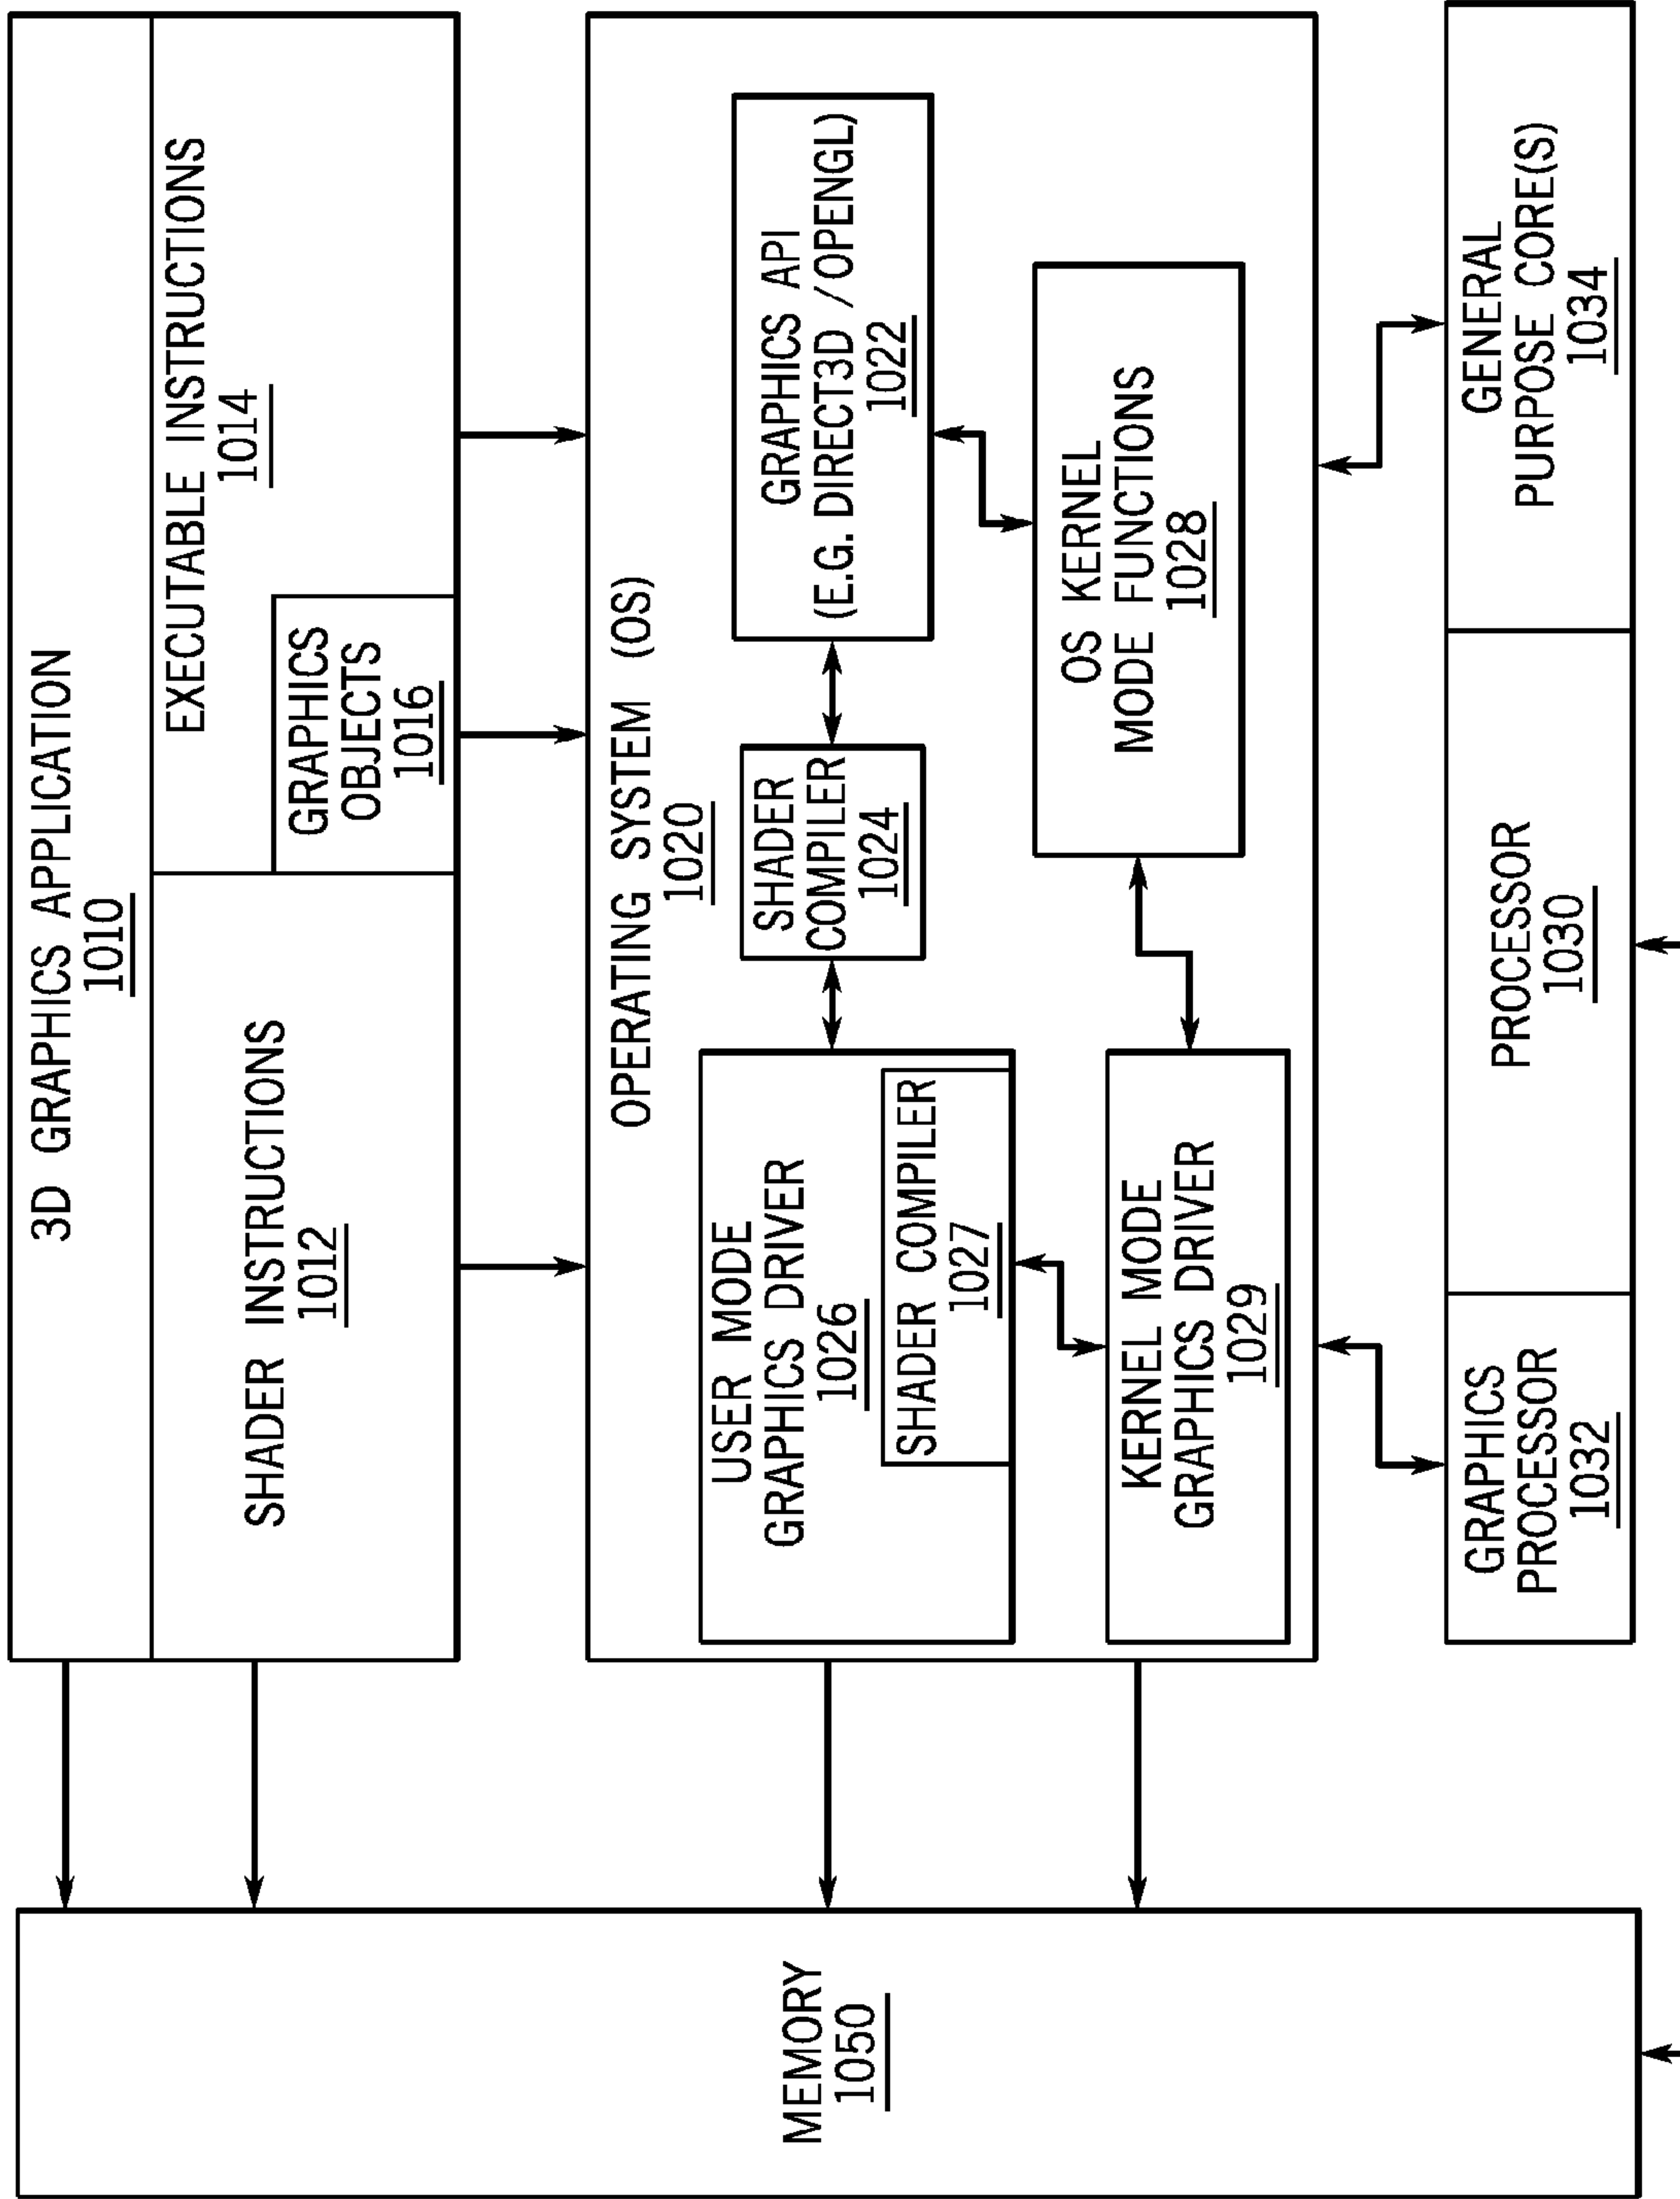 3D GRAPHICS APPLICATION
1010
SHADER INSTRUCTIONS
1012
EXECUTABLE INSTRUCTIONS
1014
GRAPHICS
OBJECTS
1016
OPERATING SYSTEM (OS)
1020
USER MODE
GRAPHICS DRIVER
1026
SHADER COMPILER
1027
SHADER
COMPILER
1024
GRAPHICS API
(E.G. DIRECT3D /OPENGL)
1022
KERNEL MODE
GRAPHICS DRIVER
1029
OS KERNEL
MODE FUNCTIONS
1028
GRAPHICS
PROCESSOR
1032
PROCESSOR
1030
GENERAL
PURPOSE CORE(S)
1034
MEMORY
1050